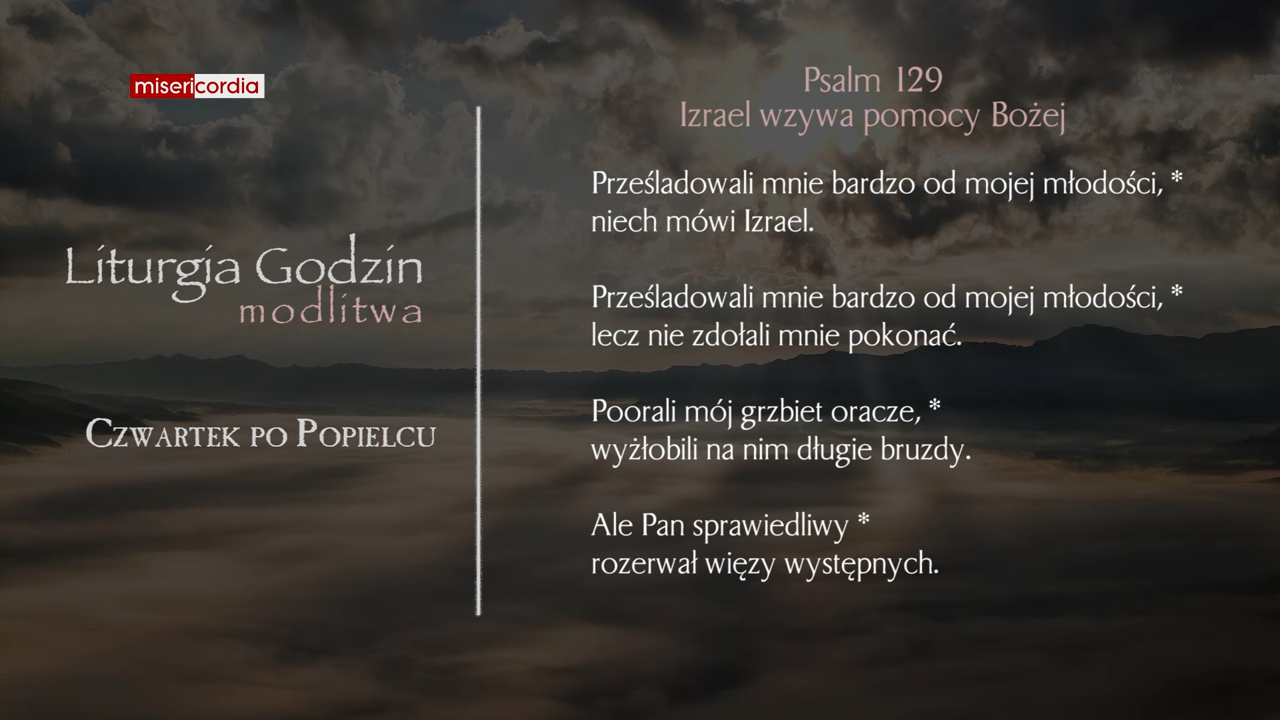 misericordia
Liturgia Godzin
modlitwa
Czwartek po Popielcu
Psalm 129
Izrael wzywa pomocy Bożej
Prześladowali mnie bardzo od mojej młodości, *
niech mówi Izrael.
Prześladowali mnie bardzo od mojej młodości, *
lecz nie zdołali mnie pokonać.
Poorali mój grzbiet oracze, *
wyżłobili na nim długie bruzdy.
Ale Pan sprawiedliwy *
rozerwał więzy występnych.